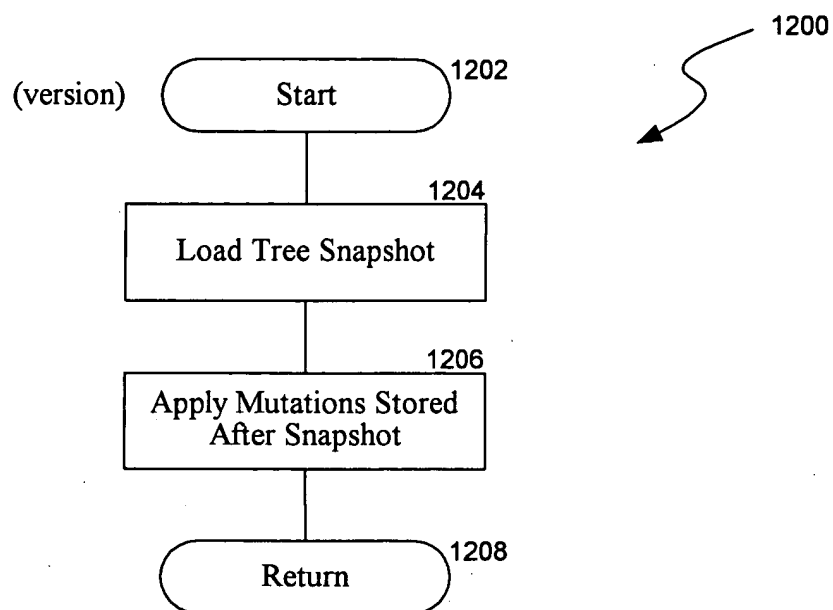 1200
1202
(version) Start
1204
Load Tree Snapshot
1206
Apply Mutations Stored
After Snapshot
1208
Return